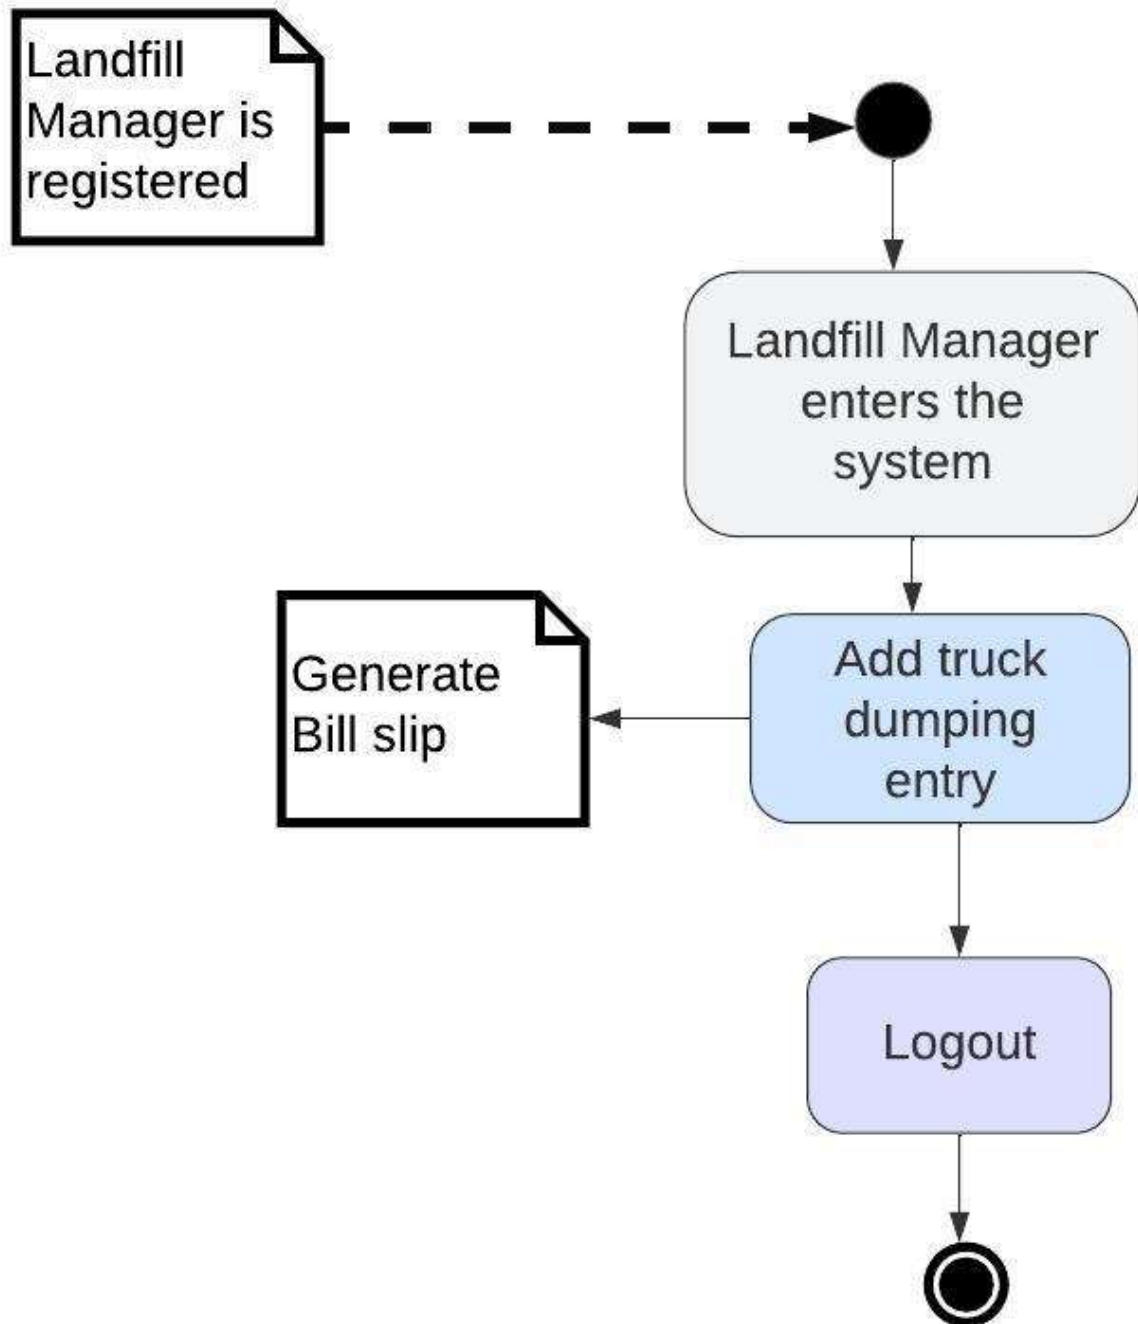 Landfill
Manager is
registered
Landfill Manager
enters the
system
Generate
Bill slip
Add truck
dumping
entry
Logout